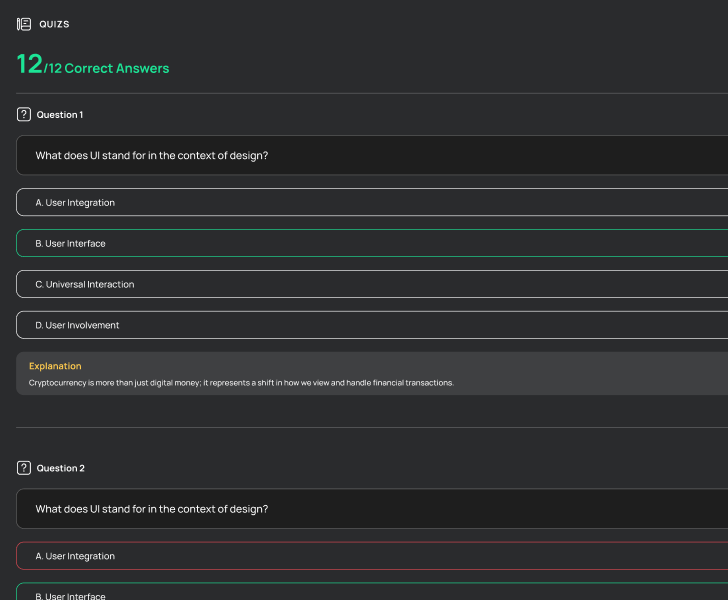 QUIZS
12/12 Correct Answers
? Question 1
What does UI stand for in the context of design?
A. User Integration
B. User Interface
C. Universal Interaction
D. User Involvement
Explanation
Cryptocurrency is more than just digital money; it represents a shift in how we view and handle financial transactions.
? Question 2
What does UI stand for in the context of design?
A. User Integration
B. User Interface